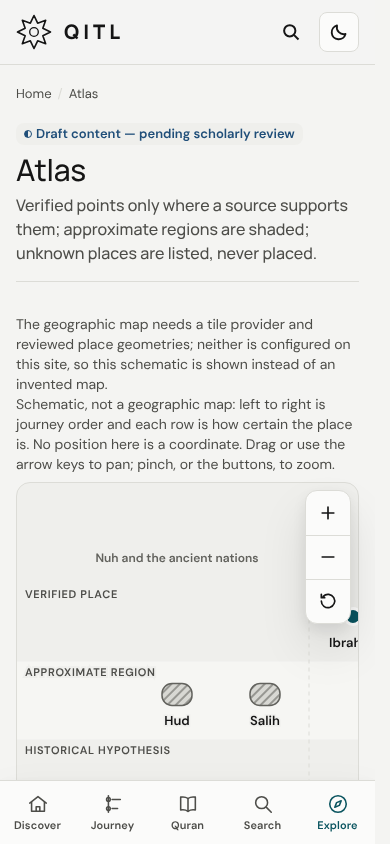 QITL
Home / Atlas
Draft content — pending scholarly review
Atlas
Verified points only where a source supports
them; approximate regions are shaded;
unknown places are listed, never placed.
The geographic map needs a tile provider and
reviewed place geometries; neither is configured on
this site, so this schematic is shown instead of an
invented map.
Schematic, not a geographic map: left to right is
journey order and each row is how certain the place
is. No position here is a coordinate. Drag or use the
arrow keys to pan; pinch, or the buttons, to zoom.
Nuh and the ancient nations
VERIFIED PLACE
Ibrah
APPROXIMATE REGION
Hud
Salih
HISTORICAL HYPOTHESIS
Discover
Journey
Quran
Search
Explore